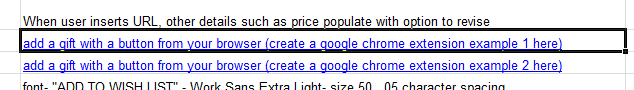 When user inserts URL, other details such as price populate with option to revise
add a gift with a button from your browser (create a google chrome extension example 1 here)
add a gift with a button from your browser (create a google chrome extension example 2 here)
font- "ADD TO WISH LIST" - Work Sans Extra Light- size 50, .05 character spacing